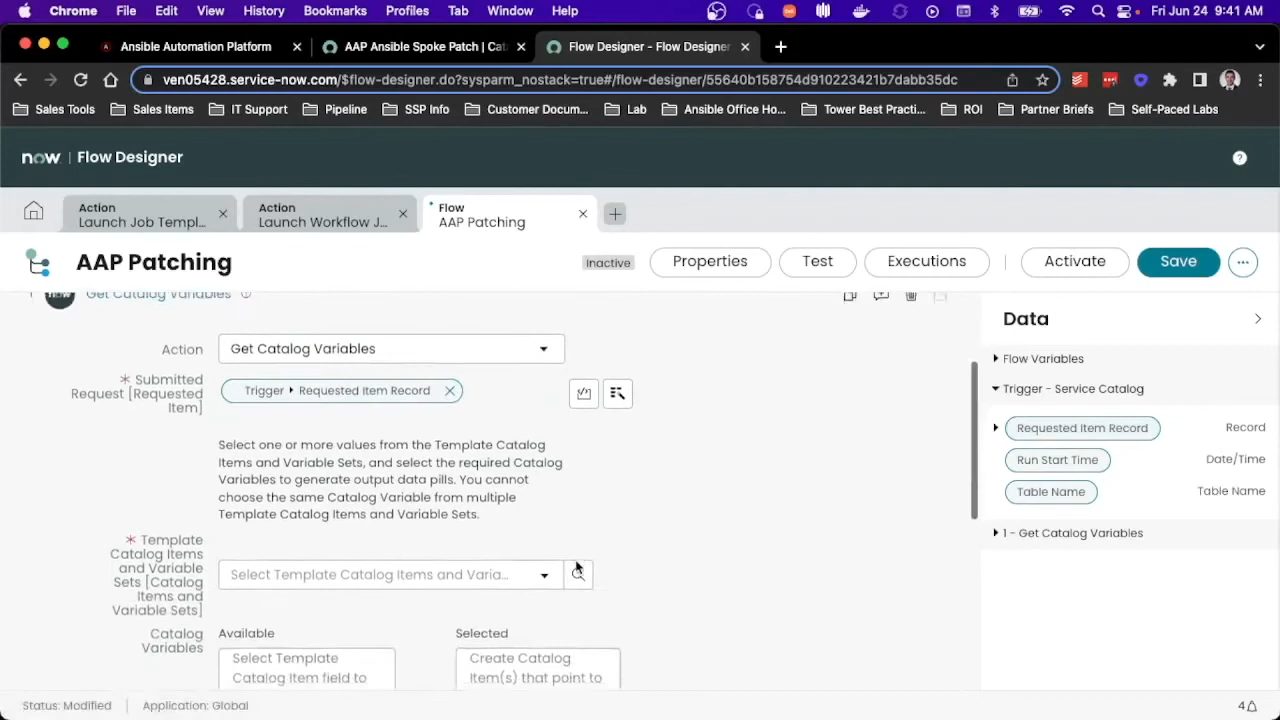 Chrome File Edit View History Bookmarks Profiles Tab Window Help Fri Jun 24 9:41 AM
Ansible Automation Platform
AAP Ansible Spoke Patch | Cat
Flow Designer - Flow Designer
ven05428.service-now.com/$flow-designer.do?sysparm_nostack=true#/flow-designer/55640b158754d910223421b7dabb35dc
Sales Tools Sales Items IT Support Pipeline SSP Info Customer Docum... Lab Ansible Office Ho... Tower Best Practi... ROI Partner Briefs Self-Paced Labs
now | Flow Designer
Action
Launch Job Templ...
Action
Launch Workflow J...
Flow
AAP Patching
AAP Patching
Inactive
Properties
Test
Executions
Activate
Save
now
Get Catalog Variables
Action
Get Catalog Variables
* Submitted
Request [Requested
Item]
Trigger ▸ Requested Item Record
Select one or more values from the Template Catalog
Items and Variable Sets, and select the required Catalog
Variables to generate output data pills. You cannot
choose the same Catalog Variable from multiple
Template Catalog Items and Variable Sets.
* Template
Catalog Items
and Variable
Sets [Catalog
Items and
Variable Sets]
Select Template Catalog Items and Varia...
Catalog
Variables
Available
Select Template
Catalog Item field to
Selected
Create Catalog
Item(s) that point to
Data
Flow Variables
Trigger - Service Catalog
Requested Item Record Record
Run Start Time Date/Time
Table Name Table Name
1 - Get Catalog Variables
Status: Modified
Application: Global
4